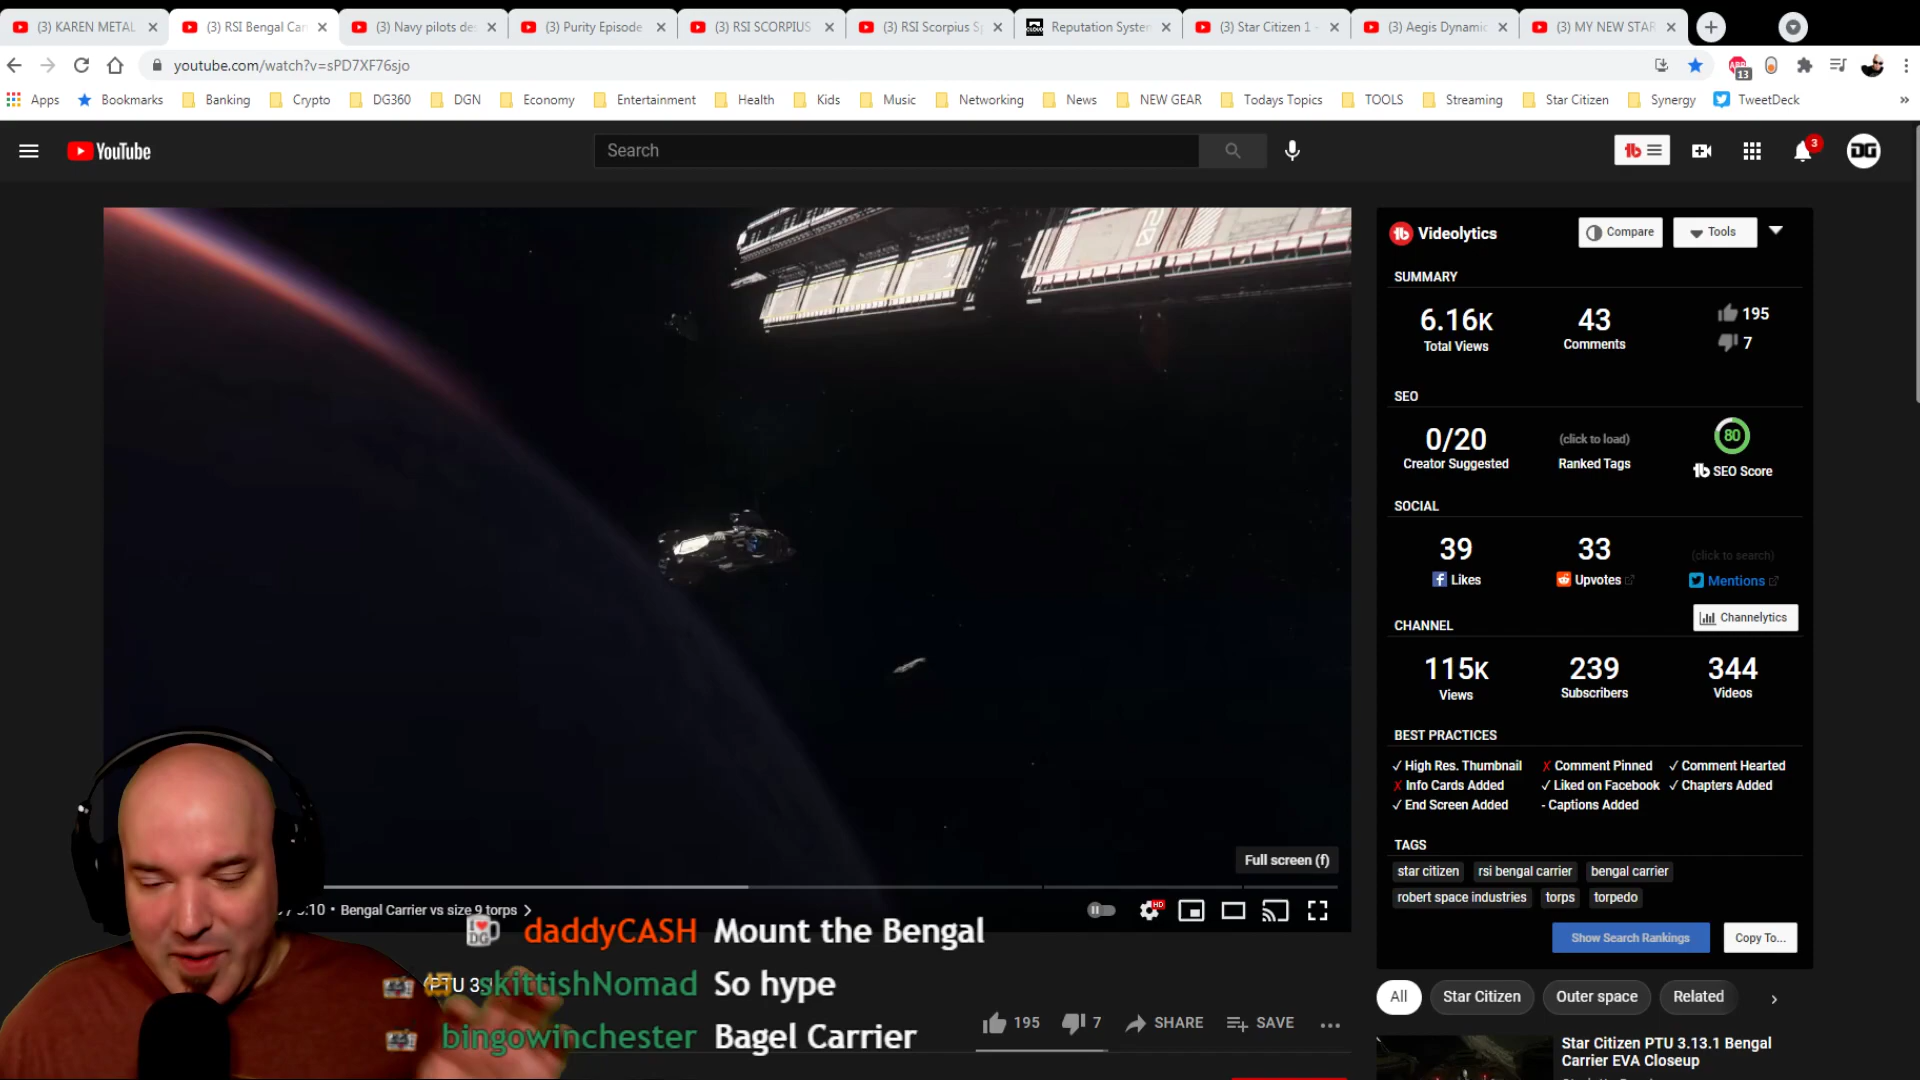 (3) KAREN METAL
(3) RSI Bengal Car
(3) Navy pilots de
(3) Purity Episode
(3) RSI SCORPIUS
(3) RSI Scorpius S
Reputation System
(3) Star Citizen 1 -
(3) Aegis Dynamic
(3) MY NEW STAR
youtube.com/watch?v=sPD7XF76sjo
13
Apps
Bookmarks
Banking
Crypto
DG360
DGN
Economy
Entertainment
Health
Kids
Music
Networking
News
NEW GEAR
Todays Topics
TOOLS
Streaming
Star Citizen
Synergy
TweetDeck
YouTube
Search
3
DG
Videolytics
Compare
Tools
SUMMARY
6.16K
Total Views
43
Comments
195
7
SEO
0/20
Creator Suggested
(click to load)
Ranked Tags
80
SEO Score
SOCIAL
39
Likes
33
Upvotes
(click to search)
Mentions
CHANNEL
Channelytics
115K
Views
239
Subscribers
344
Videos
BEST PRACTICES
✓ High Res. Thumbnail
✗ Comment Pinned
✓ Comment Hearted
✗ Info Cards Added
✓ Liked on Facebook
✓ Chapters Added
✓ End Screen Added
- Captions Added
TAGS
star citizen
rsi bengal carrier
bengal carrier
robert space industries
torps
torpedo
Show Search Rankings
Copy To...
Full screen (f)
:10 • Bengal Carrier vs size 9 torps
HD
daddyCASH Mount the Bengal
PTU 3
skittishNomad So hype
bingowinchester Bagel Carrier
195
7
SHARE
SAVE
All
Star Citizen
Outer space
Related
Star Citizen PTU 3.13.1 Bengal
Carrier EVA Closeup